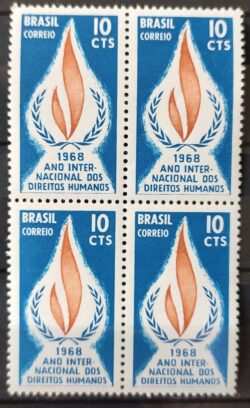 BRASIL 10
CORREIO CTS
1968
ANO INTER-
NACIONAL DOS
DIREITOS HUMANOS
BRASIL 10
CORREIO CTS
1968
ANO INTER-
NACIONAL DOS
DIREITOS HUMANOS
BRASIL 10
CORREIO CTS
1968
ANO INTER-
NACIONAL DOS
DIREITOS HUMANOS
BRASIL 10
CORREIO CTS
1968
ANO INTER-
NACIONAL DOS
DIREITOS HUMANOS